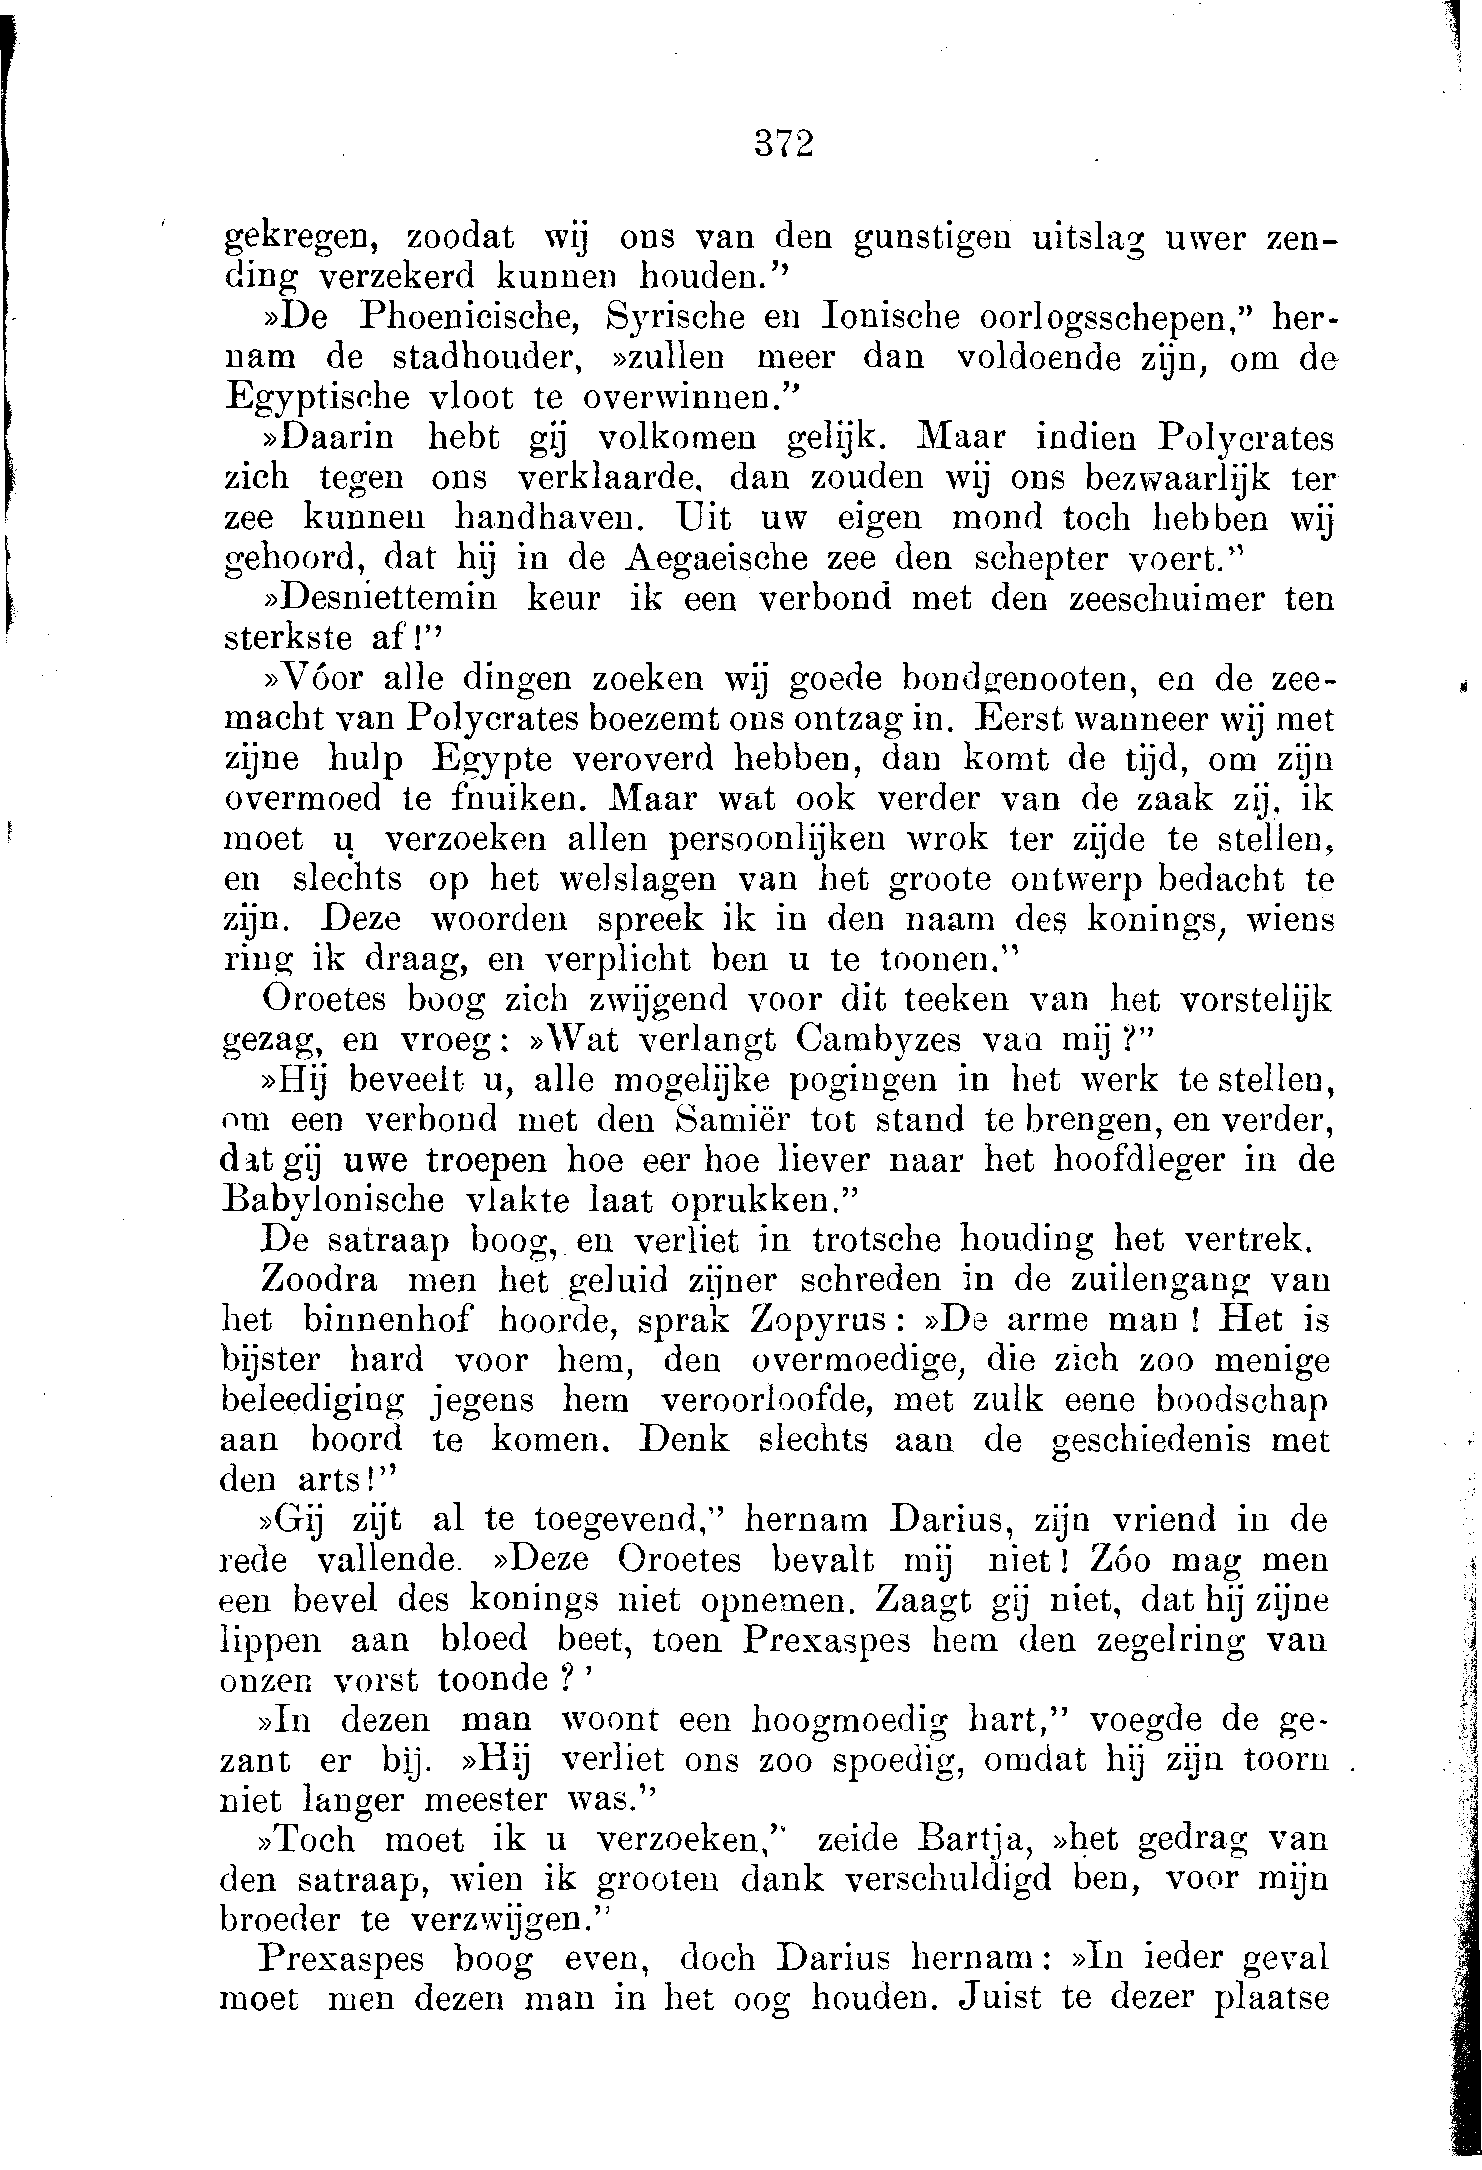 372
gekregen, zoodat wij ons van den gunstigen uitslag uwer zen-
ding verzekerd kunnen houden.”
»De Phoenicische, Syrische en Ionische oorlogsschepen,” her-
nam de stadhouder, »zullen meer dan voldoende zijn, om de
Egyptische vloot te overwinnen.”
»Daarin hebt gij volkomen gelijk. Maar indien Polycrates
zich tegen ons verklaarde, dan zouden wij ons bezwaarlijk ter
zee kunnen handhaven. Uit uw eigen mond toch hebben wij
gehoord, dat hij in de Aegaeische zee den schepter voert.”
»Desniettemin keur ik een verbond met den zeeschuimer ten
sterkste af!”
»Vóor alle dingen zoeken wij goede bondgenooten, en de zee-
macht van Polycrates boezemt ons ontzag in. Eerst wanneer wij met
zijne hulp Egypte veroverd hebben, dan komt de tijd, om zijn
overmoed te fnuiken. Maar wat ook verder van de zaak zij, ik
moet u verzoeken allen persoonlijken wrok ter zijde te stellen,
en slechts op het welslagen van het groote ontwerp bedacht te
zijn. Deze woorden spreek ik in den naam des konings, wiens
ring ik draag, en verplicht ben u te toonen.”
Oroetes boog zich zwijgend voor dit teeken van het vorstelijk
gezag, en vroeg: »Wat verlangt Cambyzes van mij?”
»Hij beveelt u, alle mogelijke pogingen in het werk te stellen,
om een verbond met den Samiër tot stand te brengen, en verder,
dat gij uwe troepen hoe eer hoe liever naar het hoofdleger in de
Babylonische vlakte laat oprukken.”
De satraap boog, en verliet in trotsche houding het vertrek.
Zoodra men het geluid zijner schreden in de zuilengang van
het binnenhof hoorde, sprak Zopyrus: »De arme man! Het is
bijster hard voor hem, den overmoedige, die zich zoo menige
beleediging jegens hem veroorloofde, met zulk eene boodschap
aan boord te komen. Denk slechts aan de geschiedenis met
den arts!”
»Gij zijt al te toegevend,” hernam Darius, zijn vriend in de
rede vallende. »Deze Oroetes bevalt mij niet! Zóo mag men
een bevel des konings niet opnemen. Zaagt gij niet, dat hij zijne
lippen aan bloed beet, toen Prexaspes hem den zegelring van
onzen vorst toonde?’
»In dezen man woont een hoogmoedig hart,” voegde de ge-
zant er bij. »Hij verliet ons zoo spoedig, omdat hij zijn toorn
niet langer meester was.”
»Toch moet ik u verzoeken,” zeide Bartja, »het gedrag van
den satraap, wien ik grooten dank verschuldigd ben, voor mijn
broeder te verzwijgen.”
Prexaspes boog even, doch Darius hernam: »In ieder geval
moet men dezen man in het oog houden. Juist te dezer plaatse